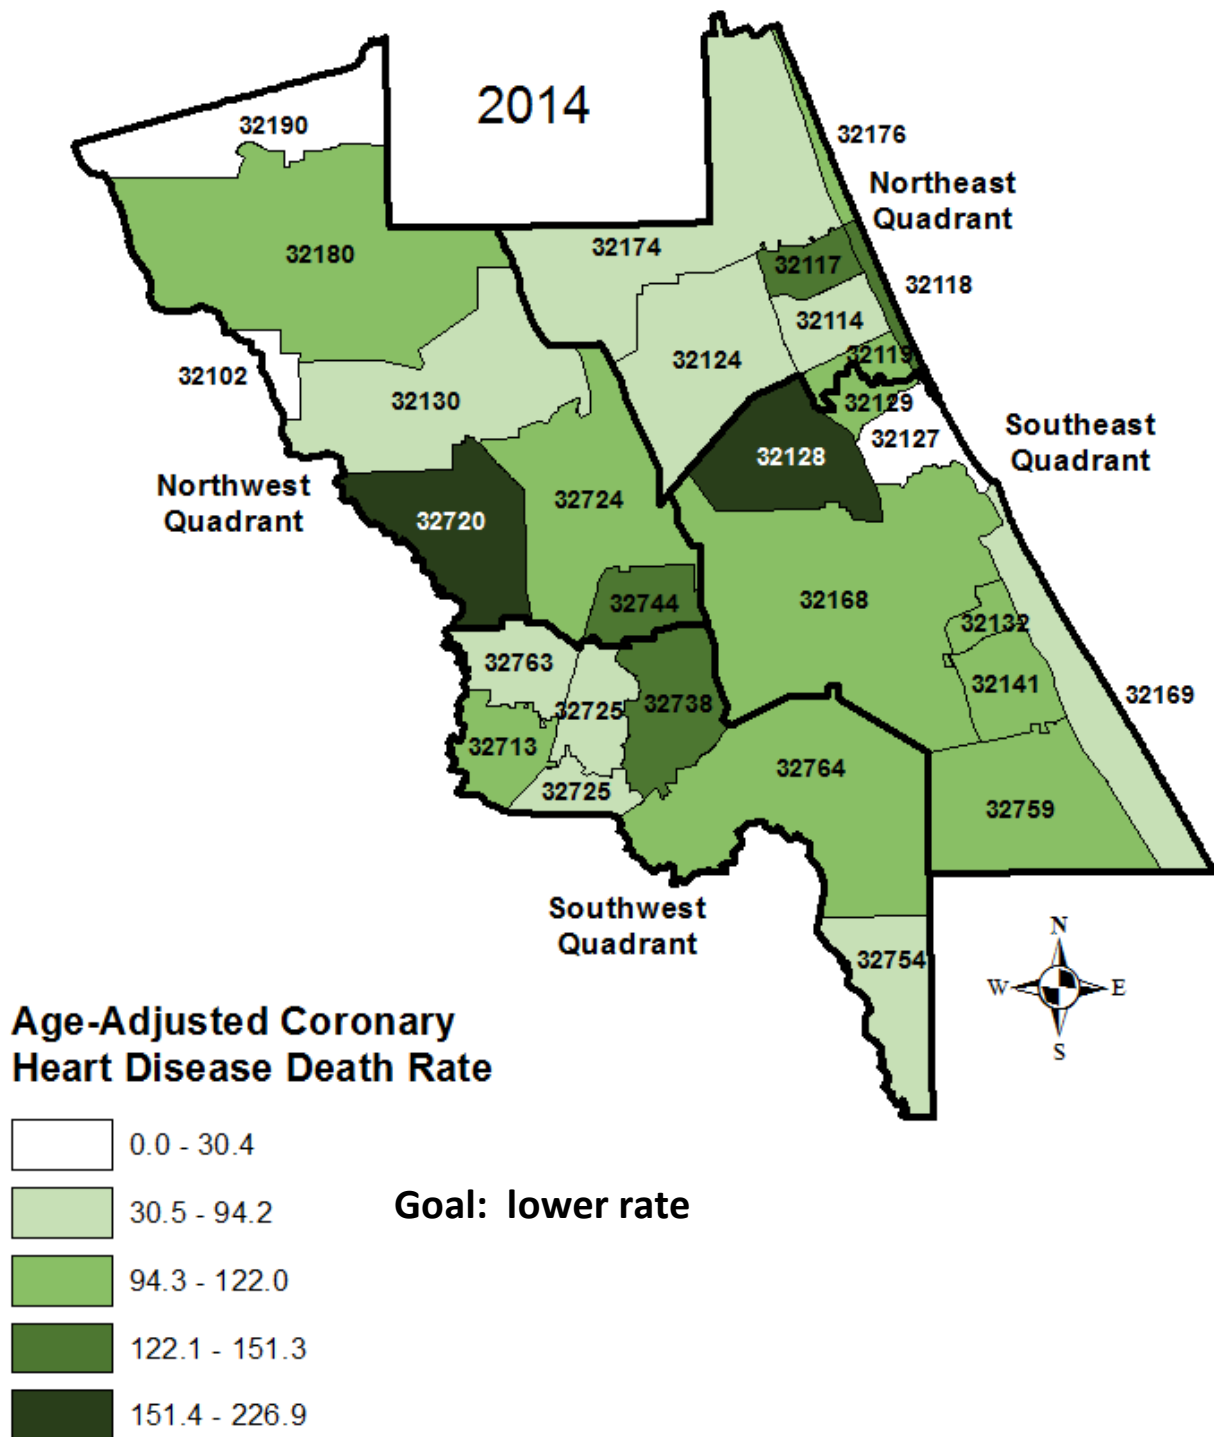 2014
32190
32176
Northeast
Quadrant
32180
32174
32117
32118
32114
32124
32119
32102
32130
32129
32127
Southeast
Quadrant
32128
Northwest
Quadrant
32724
32720
32744
32168
32132
32763
32141
32169
32725
32738
32713
32764
32725
32759
Southwest
Quadrant
32754
N
W
E
S
Age-Adjusted Coronary
Heart Disease Death Rate
0.0 - 30.4
30.5 - 94.2
Goal: lower rate
94.3 - 122.0
122.1 - 151.3
151.4 - 226.9